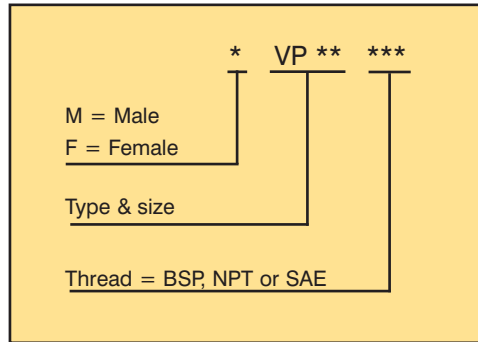 * VP ** ***
M = Male
F = Female
Type & size
Thread = BSP, NPT or SAE